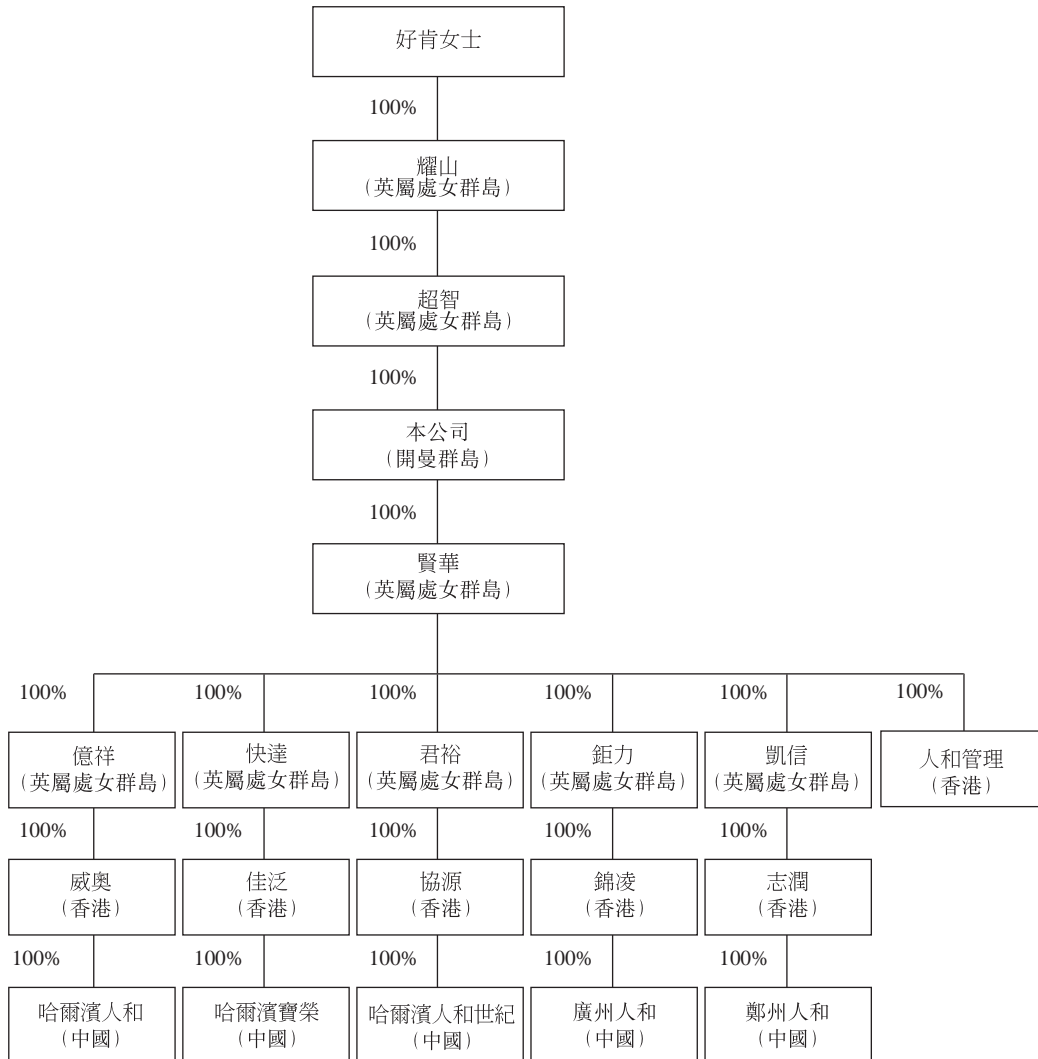 好肯女士
100%
耀山
（英屬處女群島）
100%
超智
（英屬處女群島）
100%
本公司
（開曼群島）
100%
賢華
（英屬處女群島）
100% 100% 100% 100% 100% 100%
億祥 快達 君裕 鉅力 凱信 人和管理
（英屬處女群島） （英屬處女群島） （英屬處女群島） （英屬處女群島） （英屬處女群島） （香港）
100% 100% 100% 100% 100%
威奧 佳泛 協源 錦凌 志潤
（香港） （香港） （香港） （香港） （香港）
100% 100% 100% 100% 100%
哈爾濱人和 哈爾濱寶榮 哈爾濱人和世紀 廣州人和 鄭州人和
（中國） （中國） （中國） （中國） （中國）